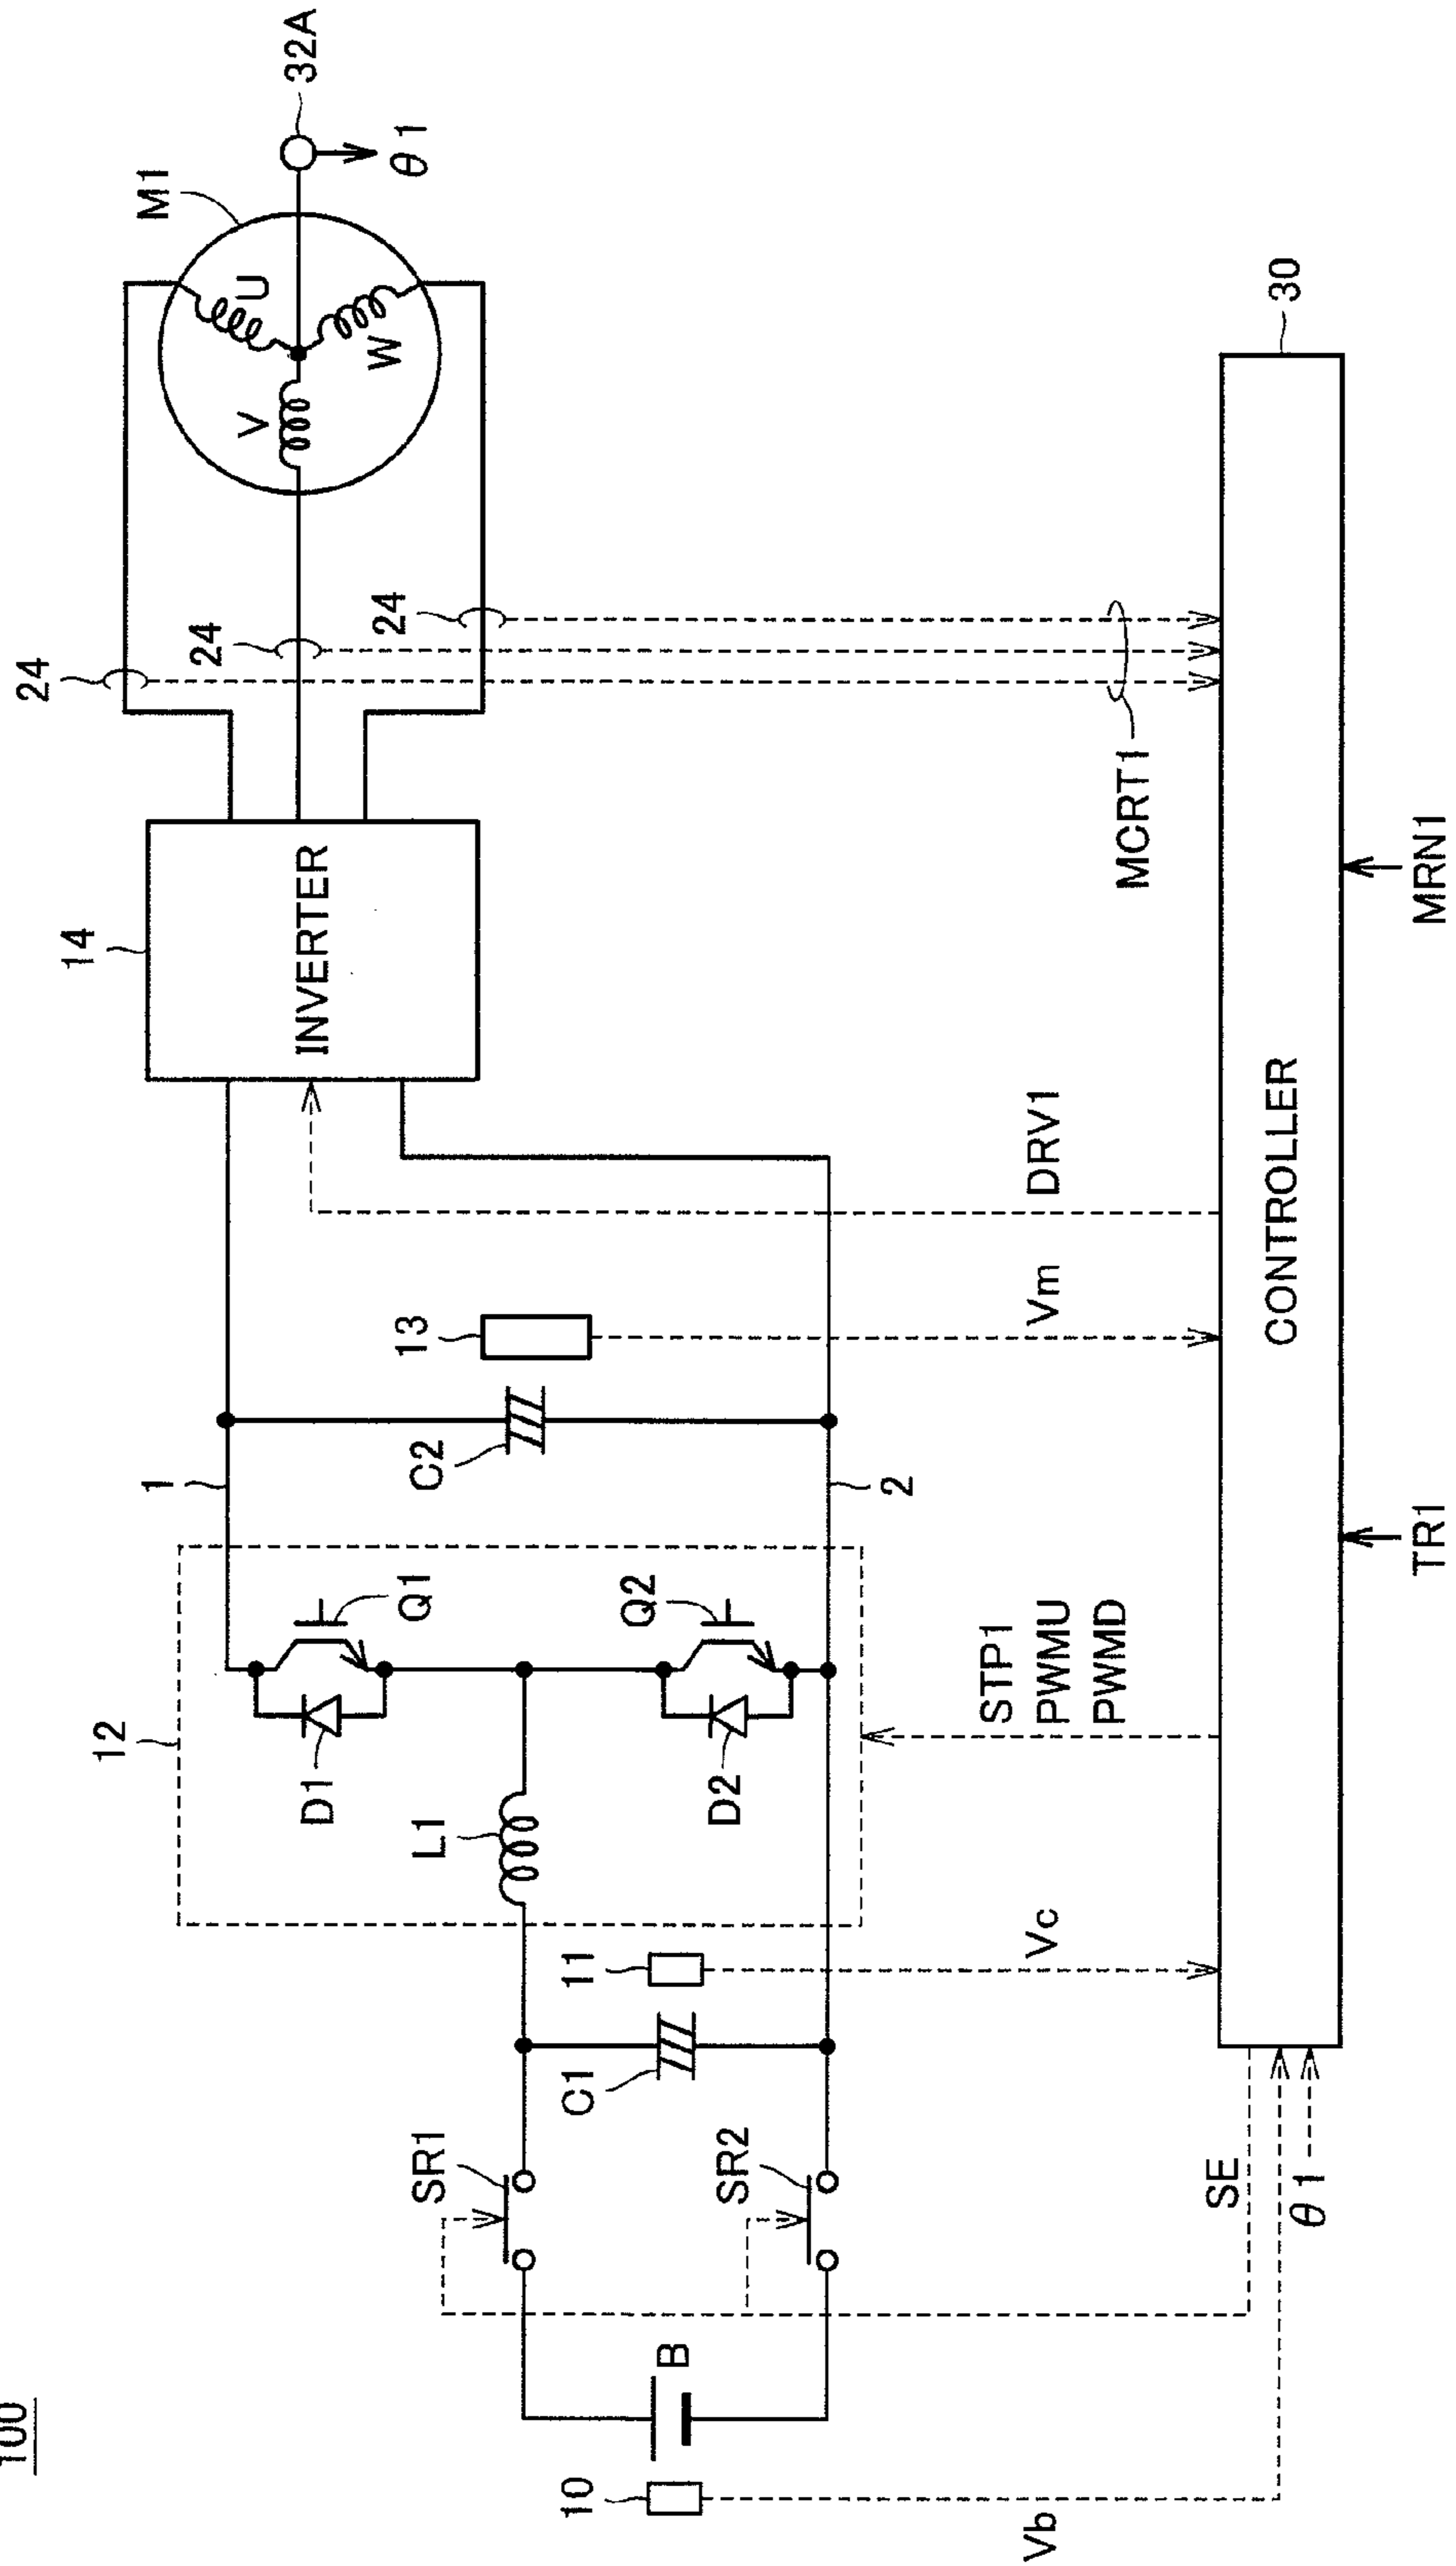 100
10
B
SR1
SR2
C1
11
12
L1
D1
Q1
D2
Q2
1
2
C2
13
14
INVERTER
24
24
24
M1
U
V
W
32A
θ1
Vb
SE
θ1
Vc
STP1
PWMU
PWMD
Vm
DRV1
MCRT1
CONTROLLER
30
TR1
MRN1